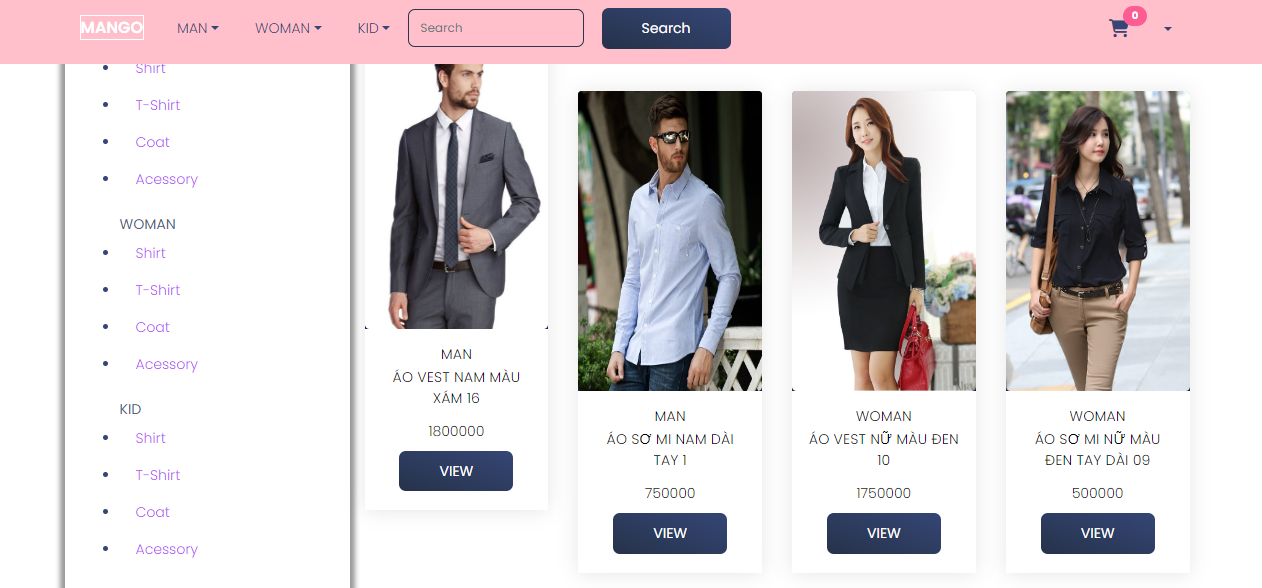 MANGO
MAN
WOMAN
KID
Search
Search
0
Shirt
T-Shirt
Coat
Acessory
WOMAN
Shirt
T-Shirt
Coat
Acessory
KID
Shirt
T-Shirt
Coat
Acessory
MAN
ÁO VEST NAM MÀU
XÁM 16
1800000
VIEW
MAN
ÁO SƠ MI NAM DÀI
TAY 1
750000
VIEW
WOMAN
ÁO VEST NỮ MÀU ĐEN
10
1750000
VIEW
WOMAN
ÁO SƠ MI NỮ MÀU
ĐEN TAY DÀI 09
500000
VIEW